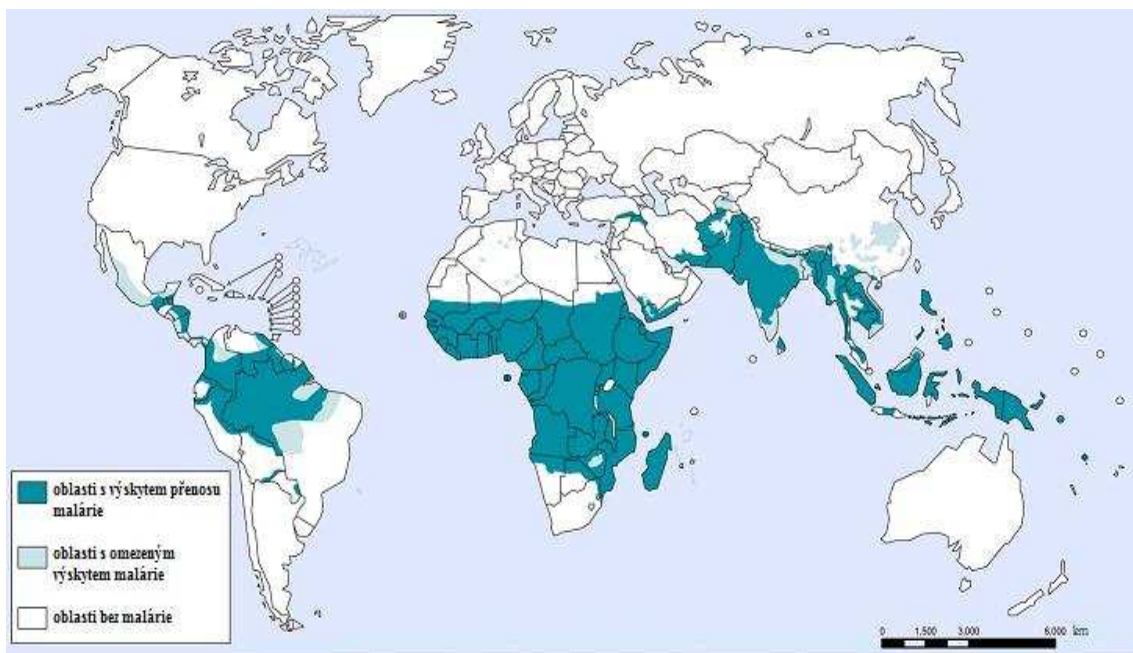 oblasti s výskytem přenosu
malárie
oblasti s omezeným
výskytem malárie
oblasti bez malárie
0 1,500 3,000 6,000 km